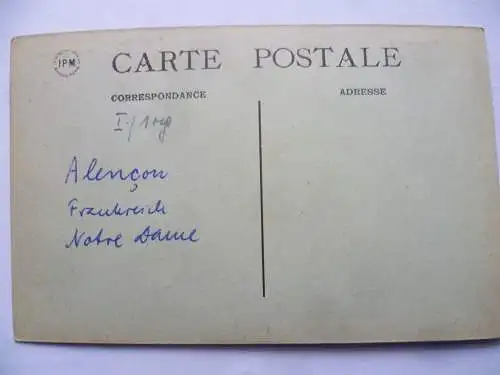 IPM CARTE POSTALE
CORRESPONDANCE ADRESSE
Alençon
Frankreich
Notre Dame